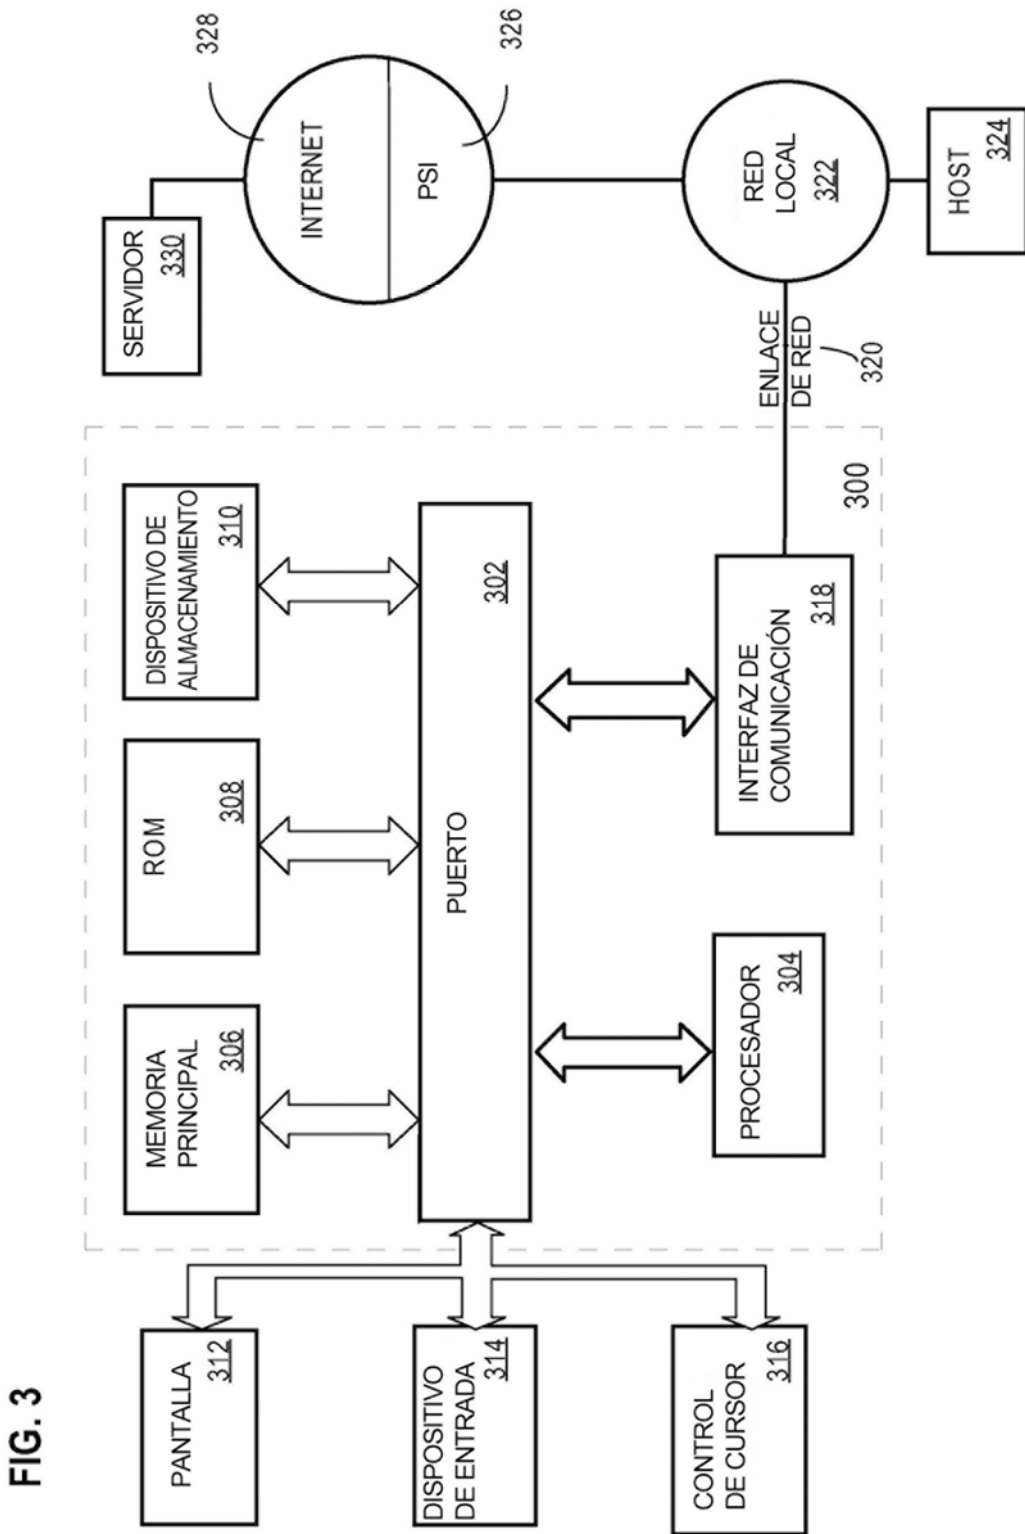 FIG. 3
PANTALLA
312
DISPOSITIVO
DE ENTRADA
314
CONTROL
DE CURSOR
316
MEMORIA
PRINCIPAL
306
ROM
308
DISPOSITIVO DE
ALMACENAMIENTO
310
PUERTO
302
PROCESADOR
304
INTERFAZ DE
COMUNICACIÓN
318
300
SERVIDOR
330
328
INTERNET
PSI
326
ENLACE
DE RED
320
RED
LOCAL
322
HOST
324